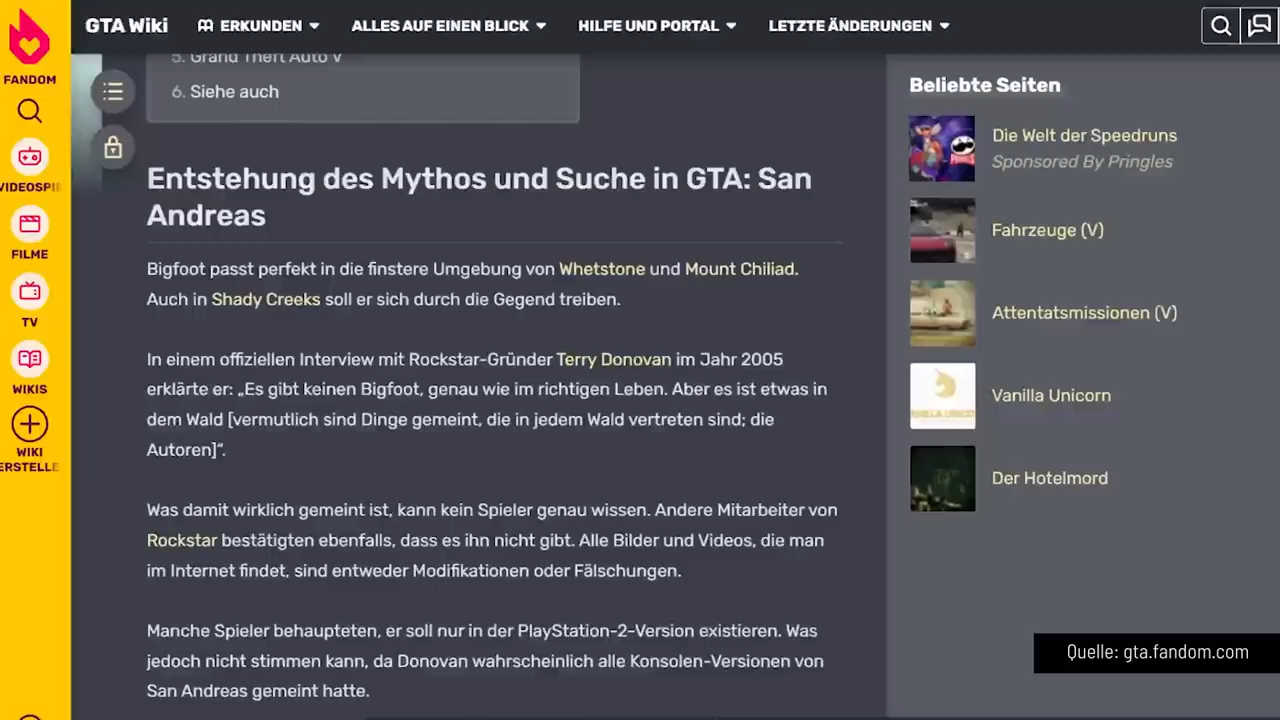 GTA Wiki
ERKUNDEN
ALLES AUF EINEN BLICK
HILFE UND PORTAL
LETZTE ÄNDERUNGEN
FANDOM
VIDEOSPIE
FILME
TV
WIKIS
WIKI
ERSTELLE
5. Grand Theft Auto V
6. Siehe auch
Entstehung des Mythos und Suche in GTA: San
Andreas
Bigfoot passt perfekt in die finstere Umgebung von Whetstone und Mount Chiliad.
Auch in Shady Creeks soll er sich durch die Gegend treiben.
In einem offiziellen Interview mit Rockstar-Gründer Terry Donovan im Jahr 2005
erklärte er: „Es gibt keinen Bigfoot, genau wie im richtigen Leben. Aber es ist etwas in
dem Wald [vermutlich sind Dinge gemeint, die in jedem Wald vertreten sind; die
Autoren]“.
Was damit wirklich gemeint ist, kann kein Spieler genau wissen. Andere Mitarbeiter von
Rockstar bestätigten ebenfalls, dass es ihn nicht gibt. Alle Bilder und Videos, die man
im Internet findet, sind entweder Modifikationen oder Fälschungen.
Manche Spieler behaupteten, er soll nur in der PlayStation-2-Version existieren. Was
jedoch nicht stimmen kann, da Donovan wahrscheinlich alle Konsolen-Versionen von
San Andreas gemeint hatte.
Beliebte Seiten
Die Welt der Speedruns
Sponsored By Pringles
Fahrzeuge (V)
Attentatsmissionen (V)
Vanilla Unicorn
Der Hotelmord
Quelle: gta.fandom.com